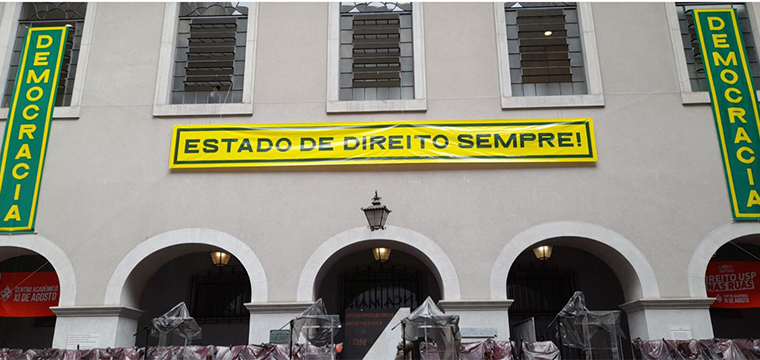 DEMOCRACIA
ESTADO DE DIREITO SEMPRE!
DEMOCRACIA
CENTRO ACADÊMICO
XI DE AGOSTO
DIREITO USP
NAS RUAS